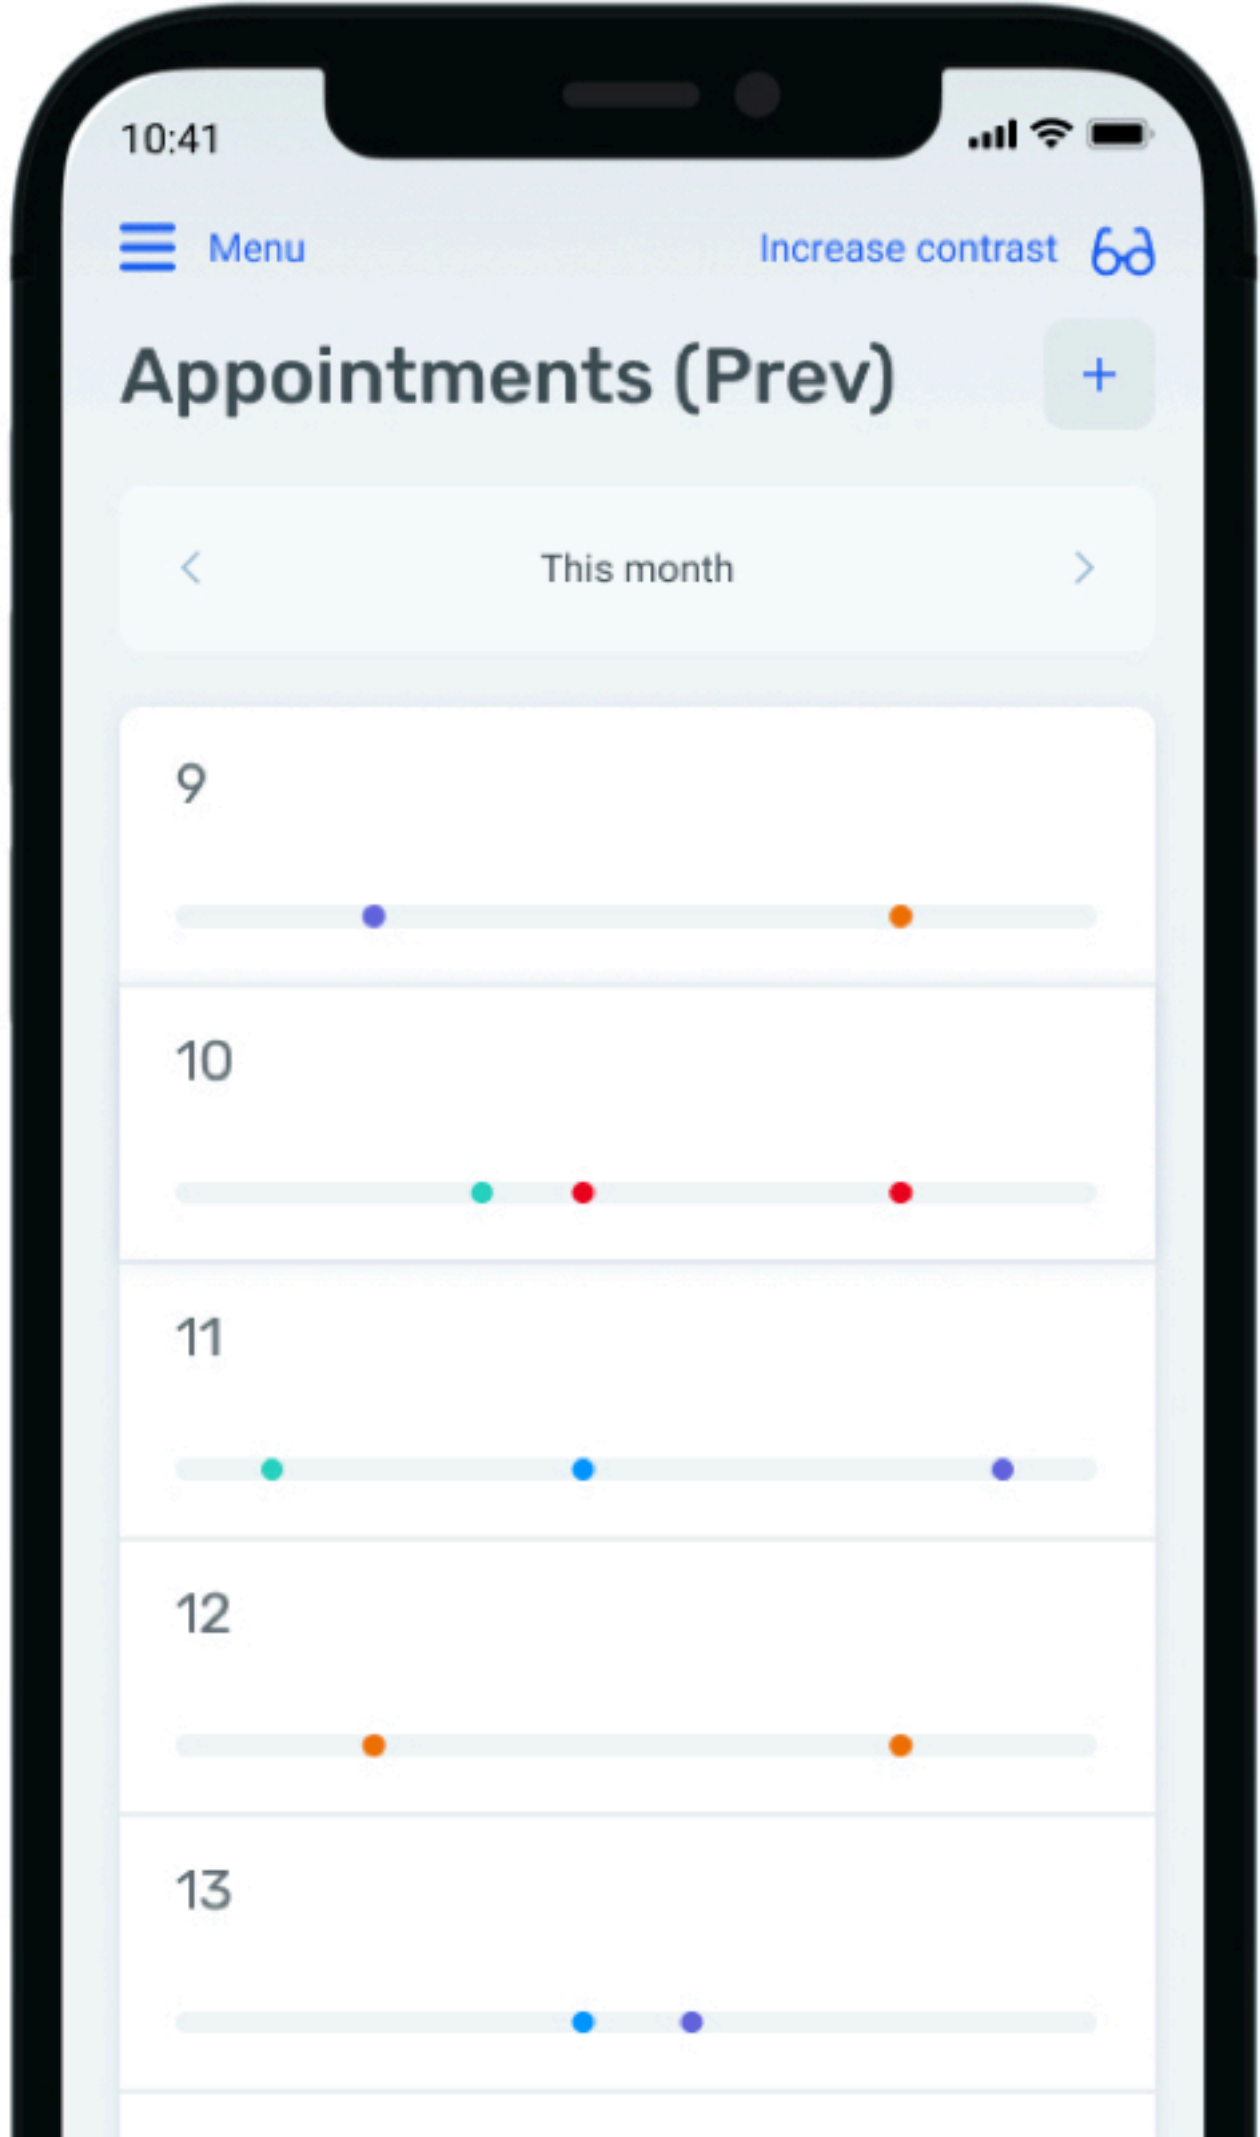 10:41
Menu
Increase contrast
Appointments (Prev)
+
This month
9
10
11
12
13